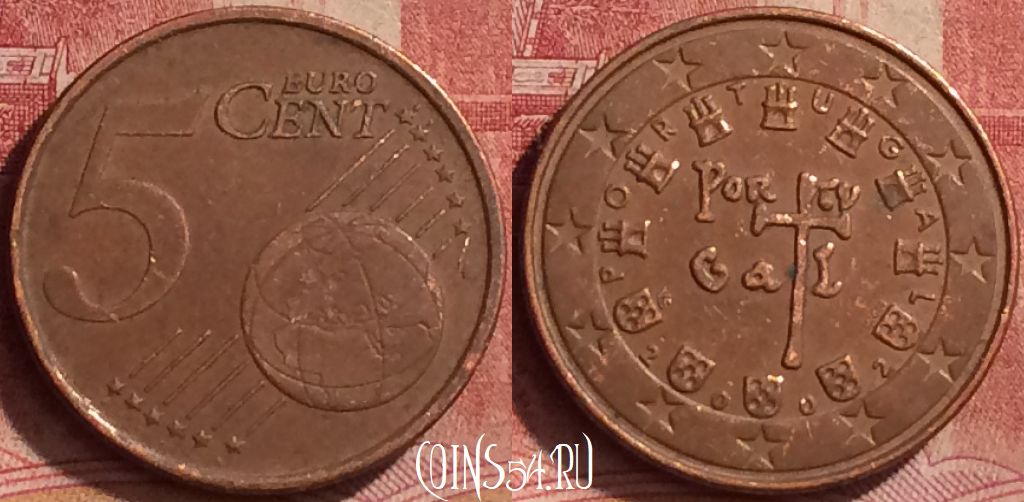 5
EURO
CENT
PORTUGAL
POR TU
GAL
2002
COINS54.RU